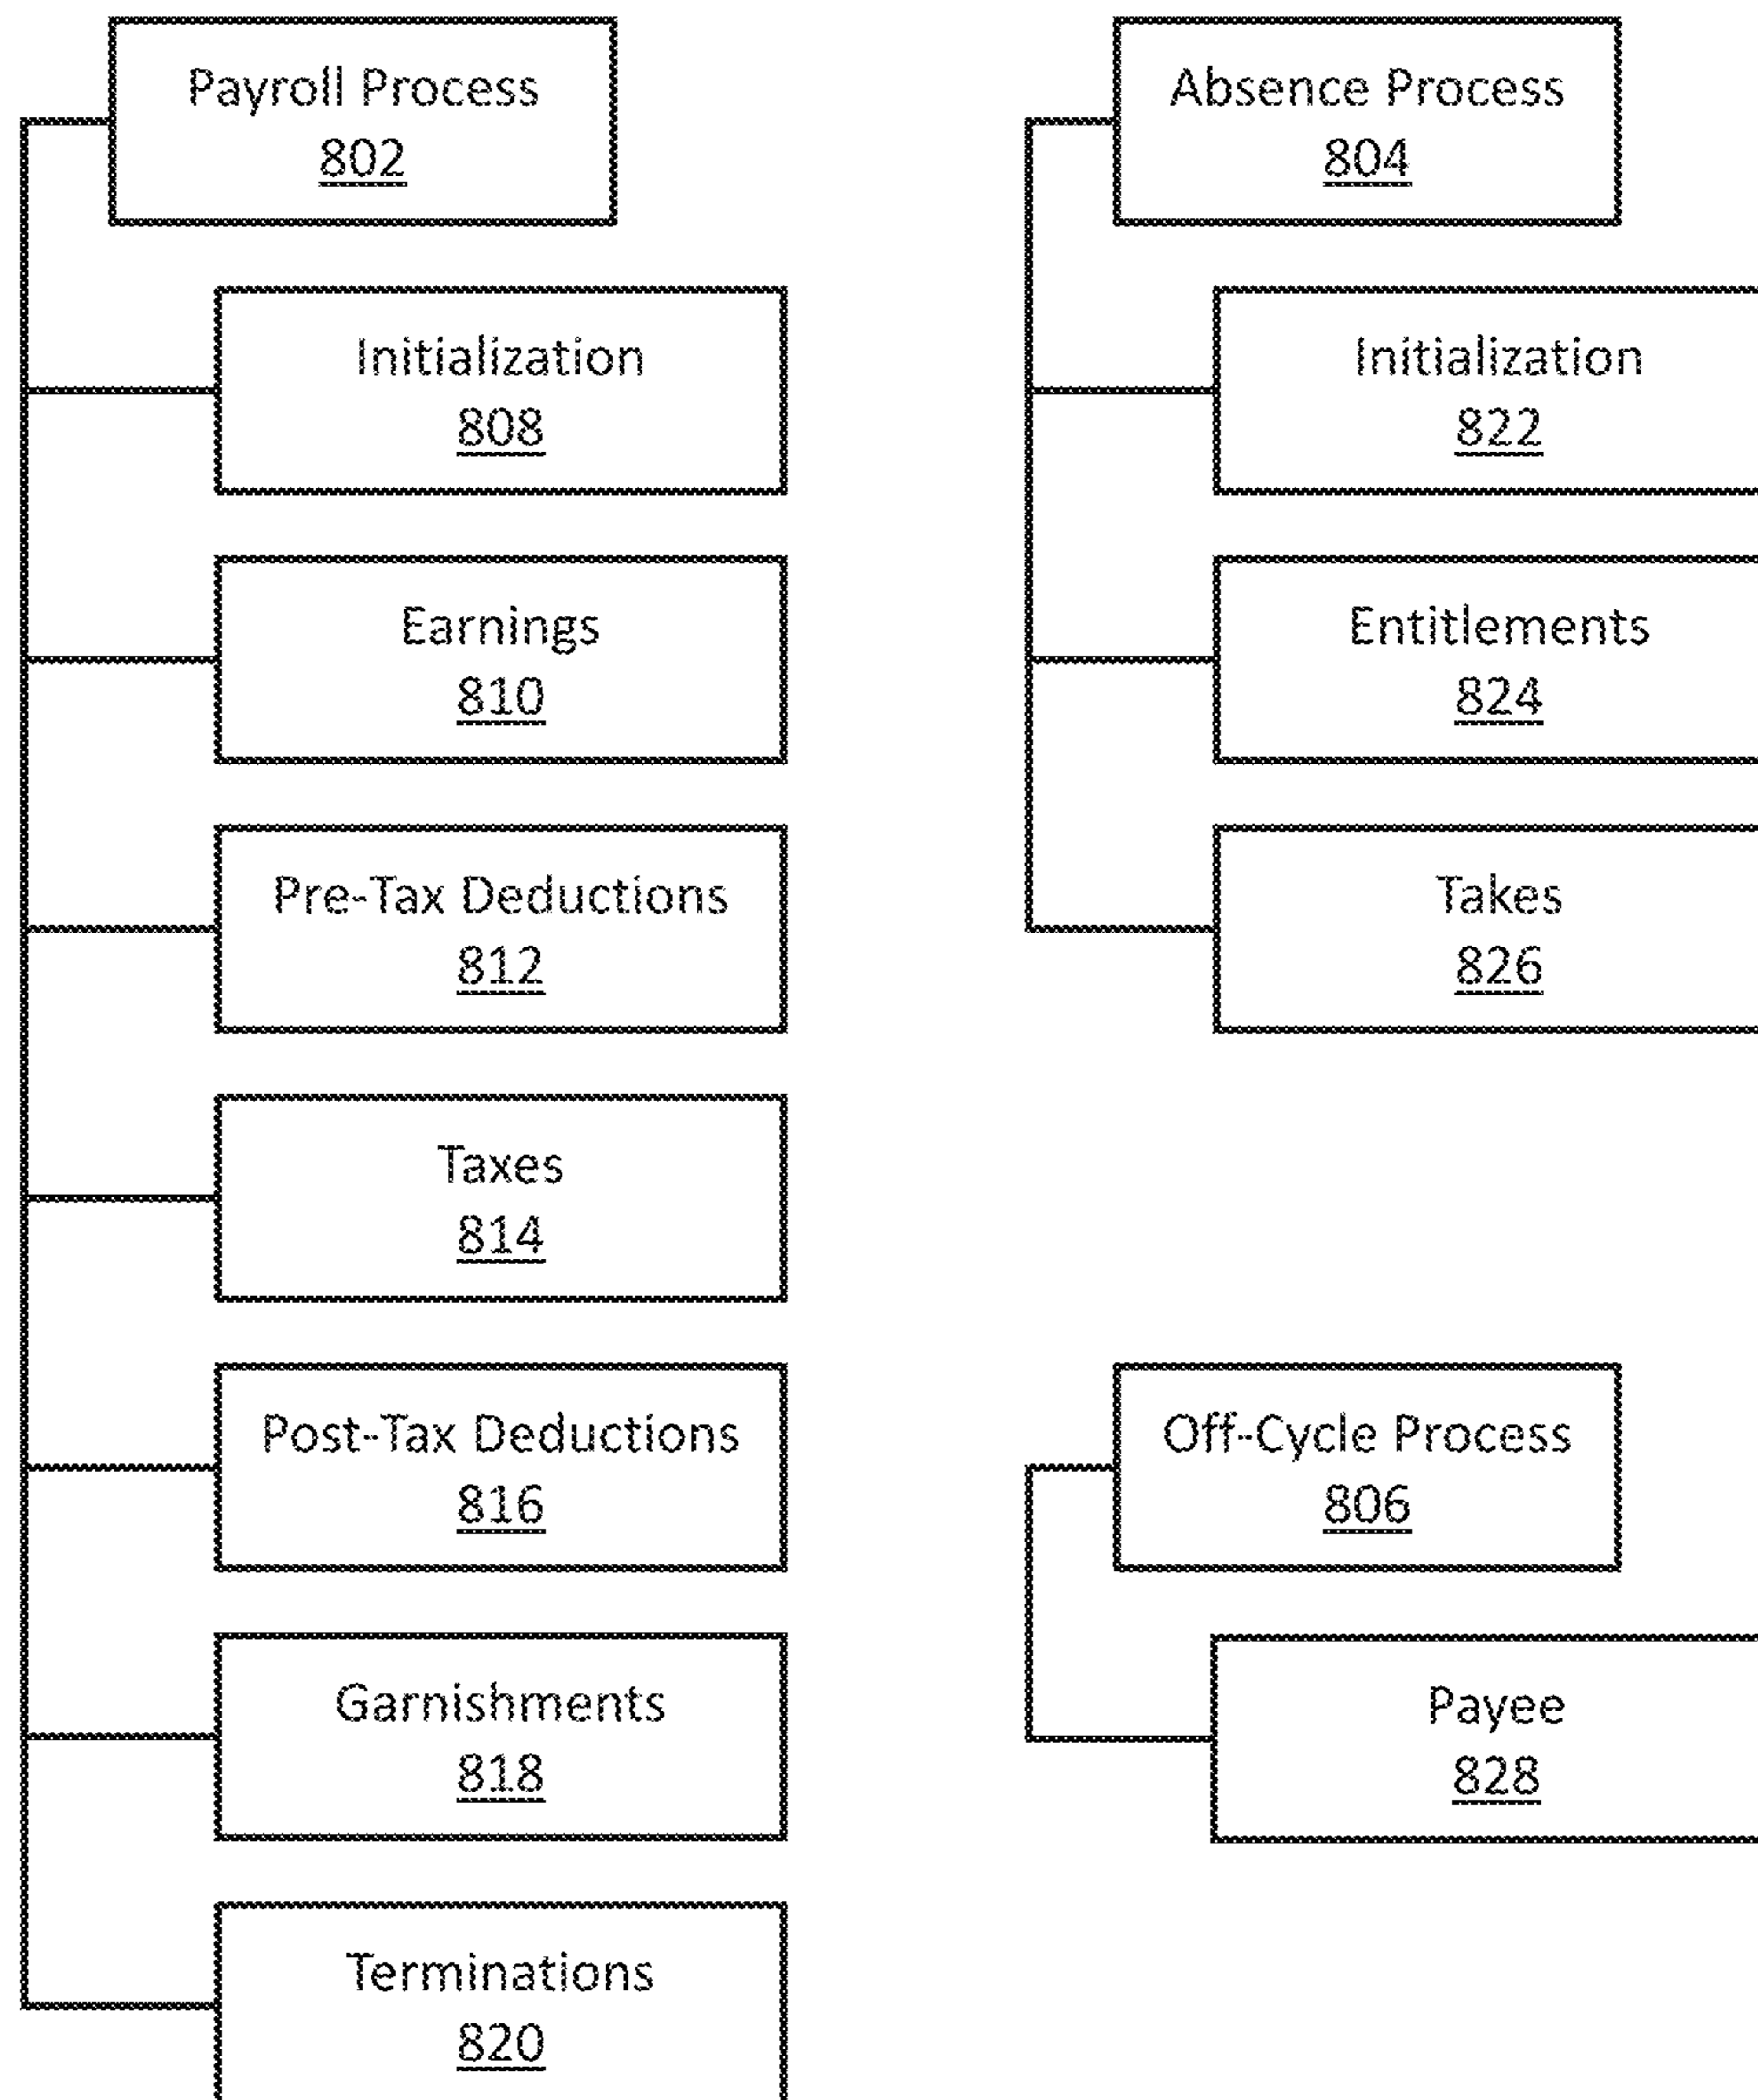 Payroll Process
802
Initialization
808
Earnings
810
Pre-Tax Deductions
812
Taxes
814
Post-Tax Deductions
816
Garnishments
818
Terminations
820
Absence Process
804
Initialization
822
Entitlements
824
Takes
826
Off-Cycle Process
806
Payee
828